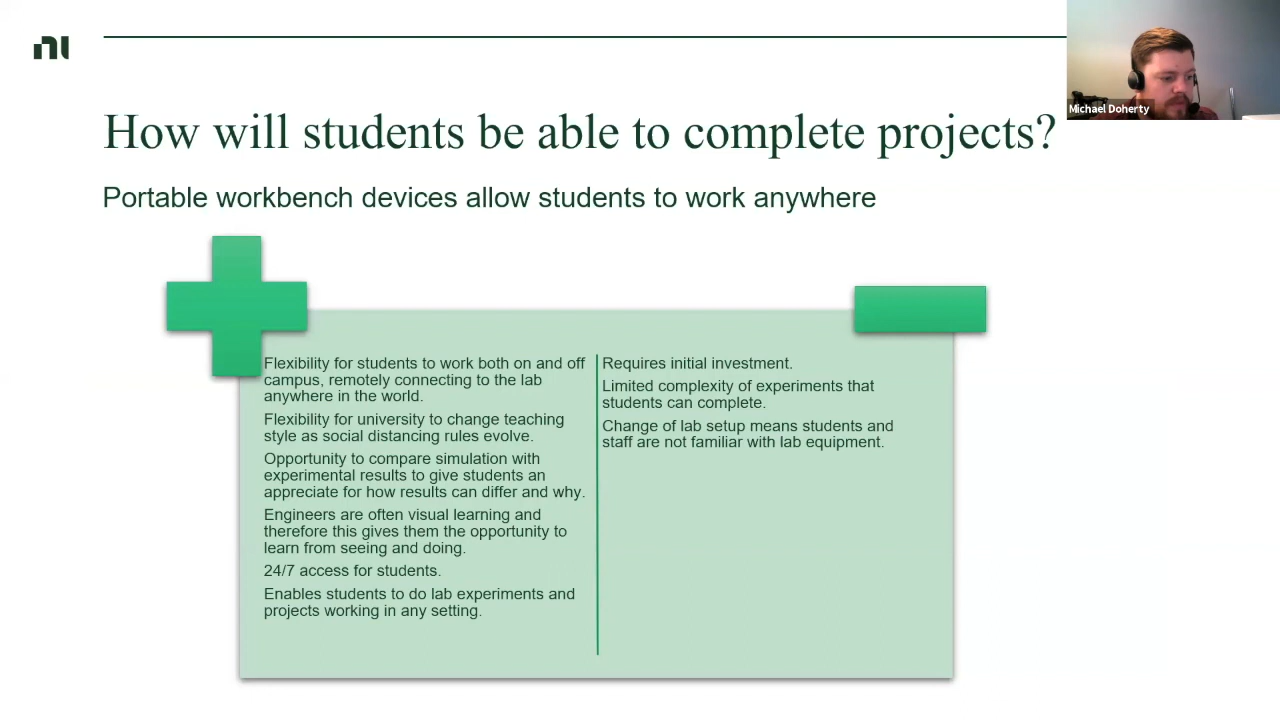 ni
Michael Doherty
How will students be able to complete projects?
Portable workbench devices allow students to work anywhere
Flexibility for students to work both on and off
campus, remotely connecting to the lab
anywhere in the world.
Flexibility for university to change teaching
style as social distancing rules evolve.
Opportunity to compare simulation with
experimental results to give students an
appreciate for how results can differ and why.
Engineers are often visual learning and
therefore this gives them the opportunity to
learn from seeing and doing.
24/7 access for students.
Enables students to do lab experiments and
projects working in any setting.
Requires initial investment.
Limited complexity of experiments that
students can complete.
Change of lab setup means students and
staff are not familiar with lab equipment.